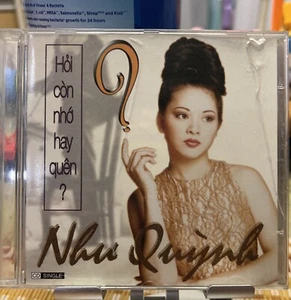 Hỏi
còn
nhớ
hay
quên
?
?
Như Quỳnh
CD SINGLE